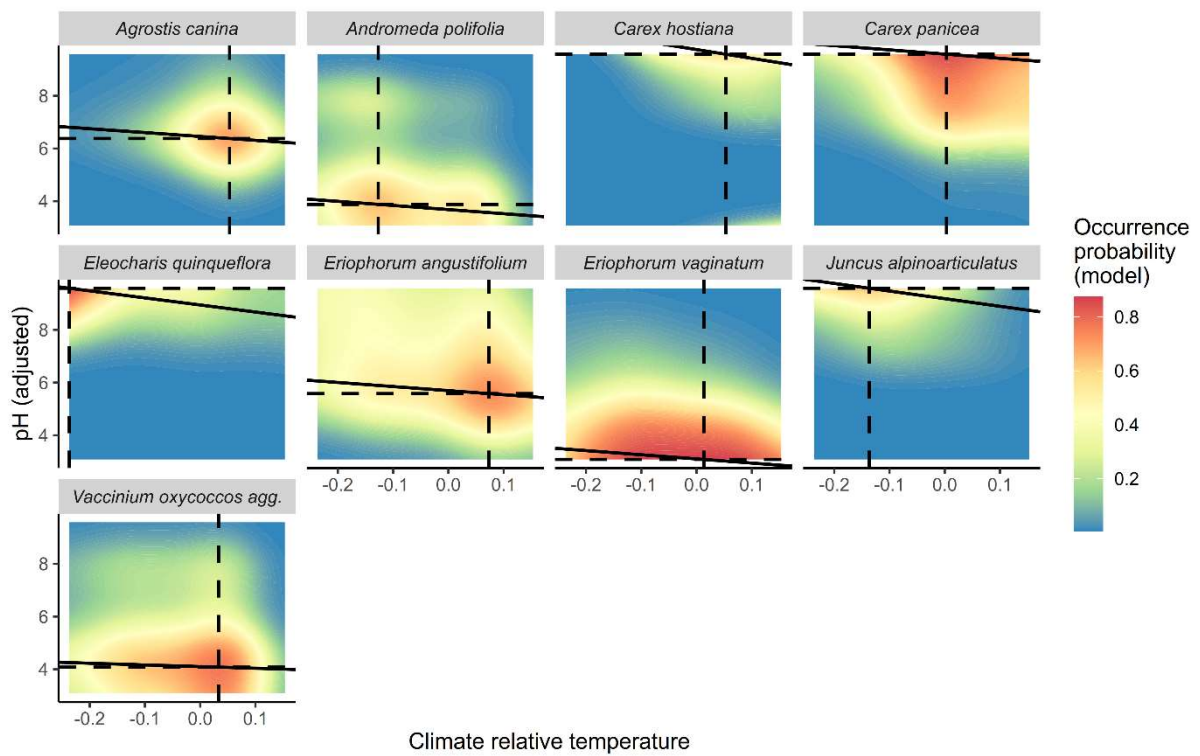 Agrostis canina
Andromeda polifolia
Carex hostiana
Carex panicea
8
6
4
Eleocharis quinqueflora
Eriophorum angustifolium
Eriophorum vaginatum
Juncus alpinoarticulatus
8
6
4
-0.2 -0.1 0.0 0.1
-0.2 -0.1 0.0 0.1
-0.2 -0.1 0.0 0.1
Vaccinium oxycoccos agg.
8
6
4
-0.2 -0.1 0.0 0.1
pH (adjusted)
Climate relative temperature
Occurrence
probability
(model)
0.8
0.6
0.4
0.2